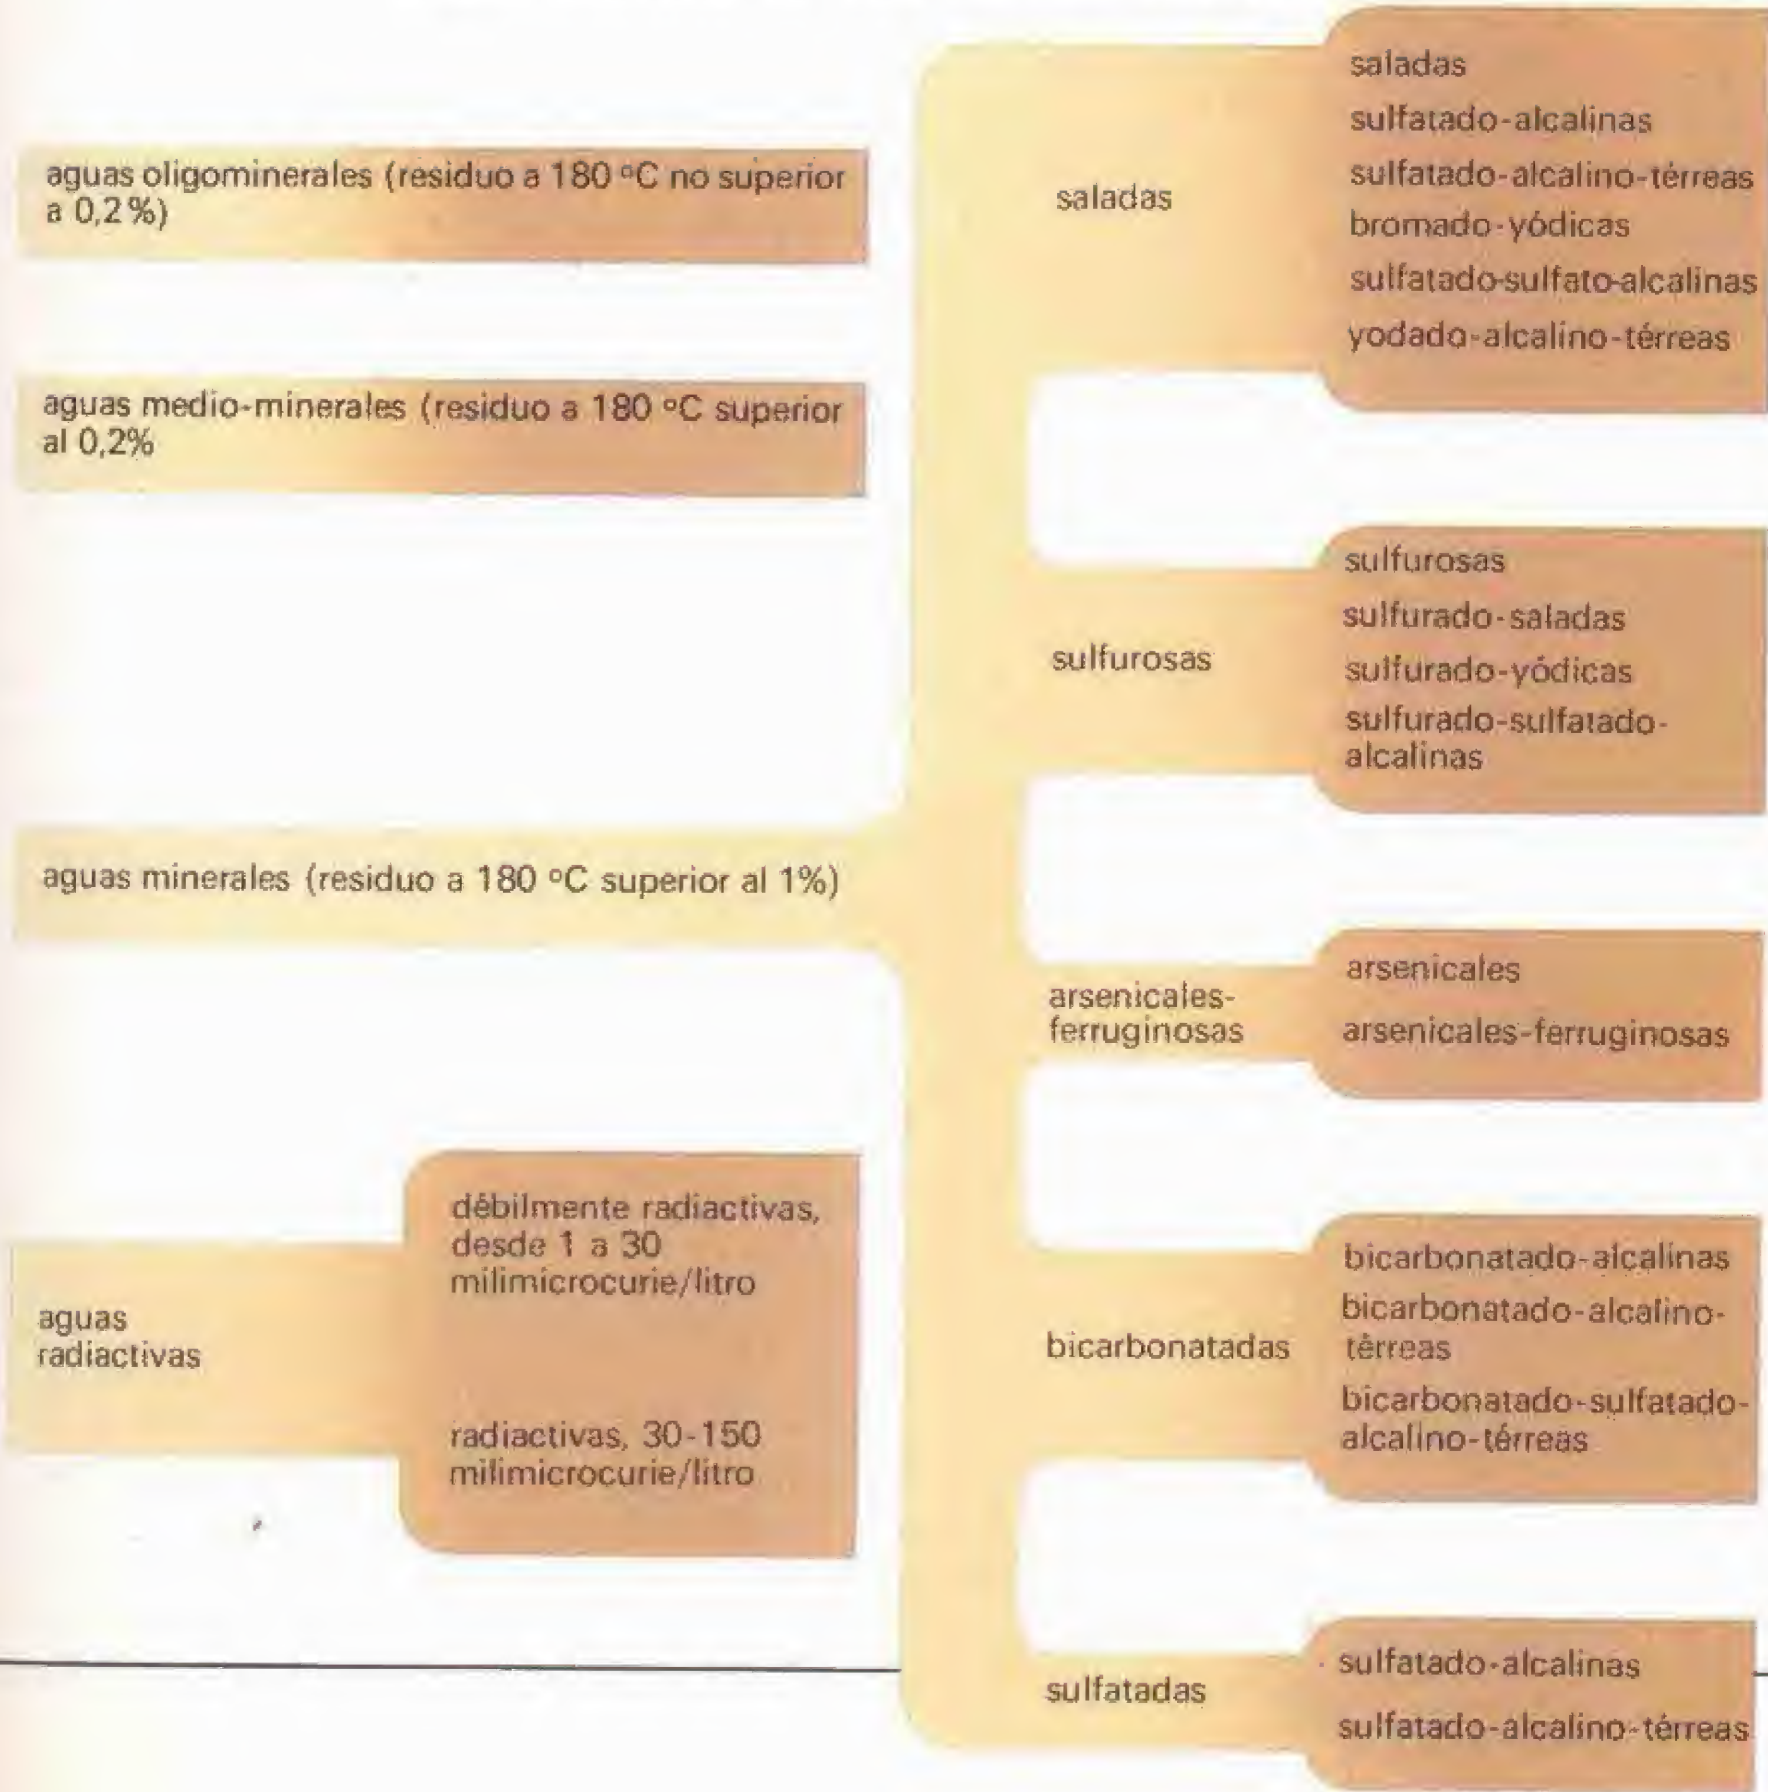 aguas oligominerales (residuo a 180 °C no superior
a 0,2%)
aguas medio-minerales (residuo a 180 °C superior
al 0,2%
aguas minerales (residuo a 180 °C superior al 1%)
saladas
saladas
sulfatado-alcalinas
sulfatado-alcalino-térreas
bromado-yódicas
sulfatado-sulfato-alcalinas
yodado-alcalino-térreas
sulfurosas
sulfurosas
sulfurado-saladas
sulfurado-yódicas
sulfurado-sulfatado-
alcalinas
arsenicales-
ferruginosas
arsenicales
arsenicales-ferruginosas
bicarbonatadas
bicarbonatado-alcalinas
bicarbonatado-alcalino-
térreas
bicarbonatado-sulfatado-
alcalino-térreas
sulfatadas
sulfatado-alcalinas
sulfatado-alcalino-térreas
aguas
radiactivas
débilmente radiactivas,
desde 1 a 30
milimicrocurie/litro
radiactivas, 30-150
milimicrocurie/litro